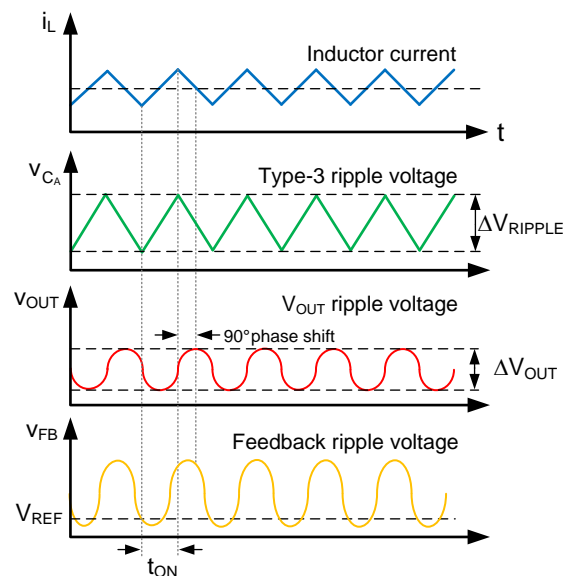 iL
Inductor current
t
vCA
Type-3 ripple voltage
ΔVRIPPLE
vOUT
VOUT ripple voltage
90° phase shift
ΔVOUT
vFB
Feedback ripple voltage
VREF
tON